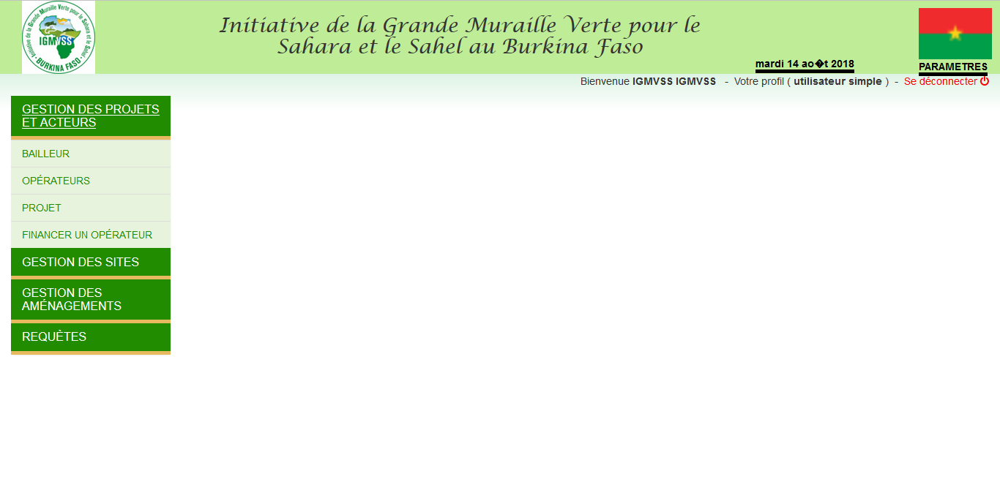 Initiative de la Grande Muraille Verte pour le Sahara et le Sahel
IGMVSS
- BURKINA FASO -
Initiative de la Grande Muraille Verte pour le
Sahara et le Sahel au Burkina Faso
mardi 14 ao�t 2018
PARAMETRES
Bienvenue IGMVSS IGMVSS - Votre profil ( utilisateur simple ) - Se déconnecter
GESTION DES PROJETS
ET ACTEURS
BAILLEUR
OPÉRATEURS
PROJET
FINANCER UN OPÉRATEUR
GESTION DES SITES
GESTION DES
AMÉNAGEMENTS
REQUÈTES